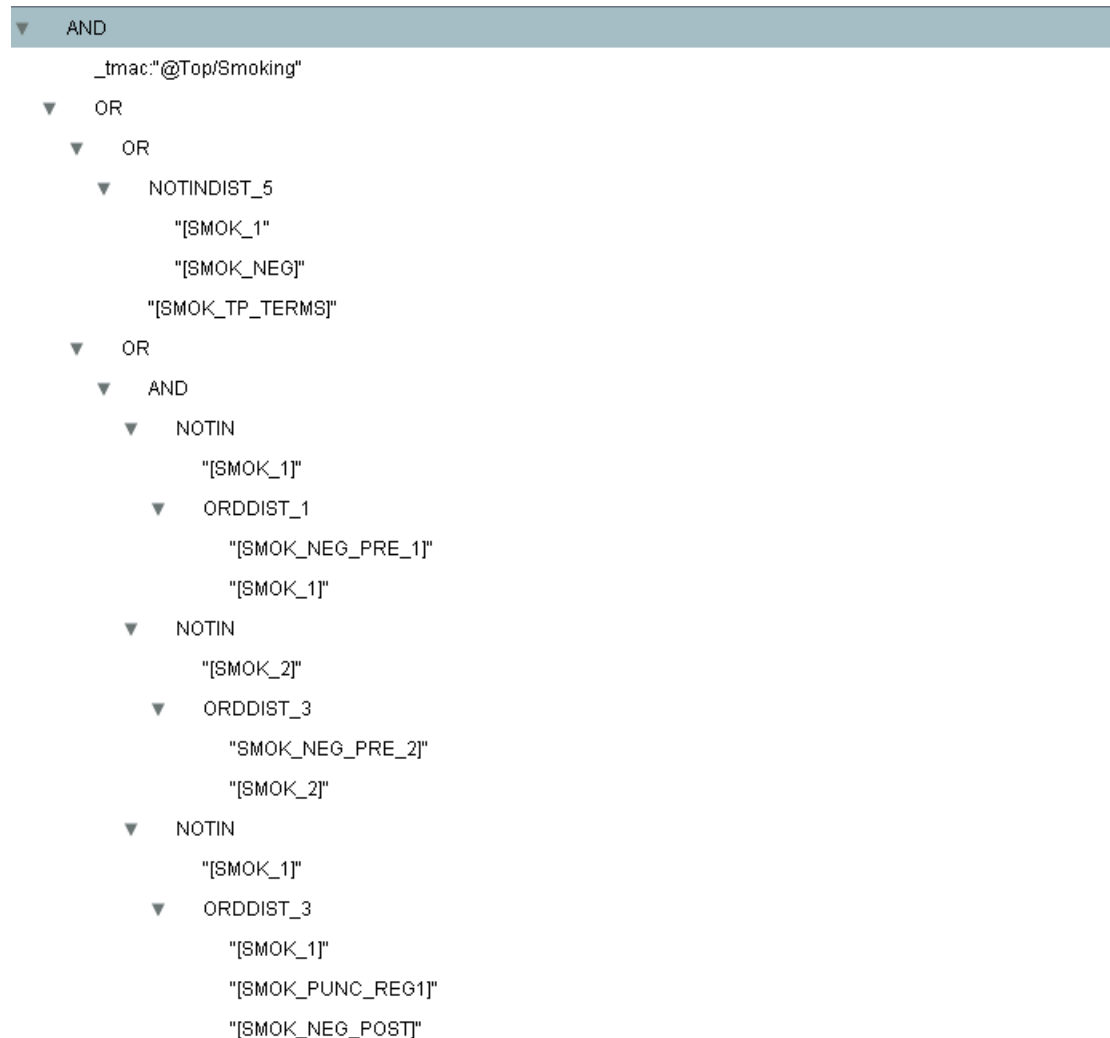 AND
_tmac:"@Top/Smoking"
OR
OR
NOTINDIST_5
"[SMOK_1"
"[SMOK_NEG]"
"[SMOK_TP_TERMS]"
OR
AND
NOTIN
"[SMOK_1]"
ORDDIST_1
"[SMOK_NEG_PRE_1]"
"[SMOK_1]"
NOTIN
"[SMOK_2]"
ORDDIST_3
"SMOK_NEG_PRE_2]"
"[SMOK_2]"
NOTIN
"[SMOK_1]"
ORDDIST_3
"[SMOK_1]"
"[SMOK_PUNC_REG1]"
"[SMOK_NEG_POST]"